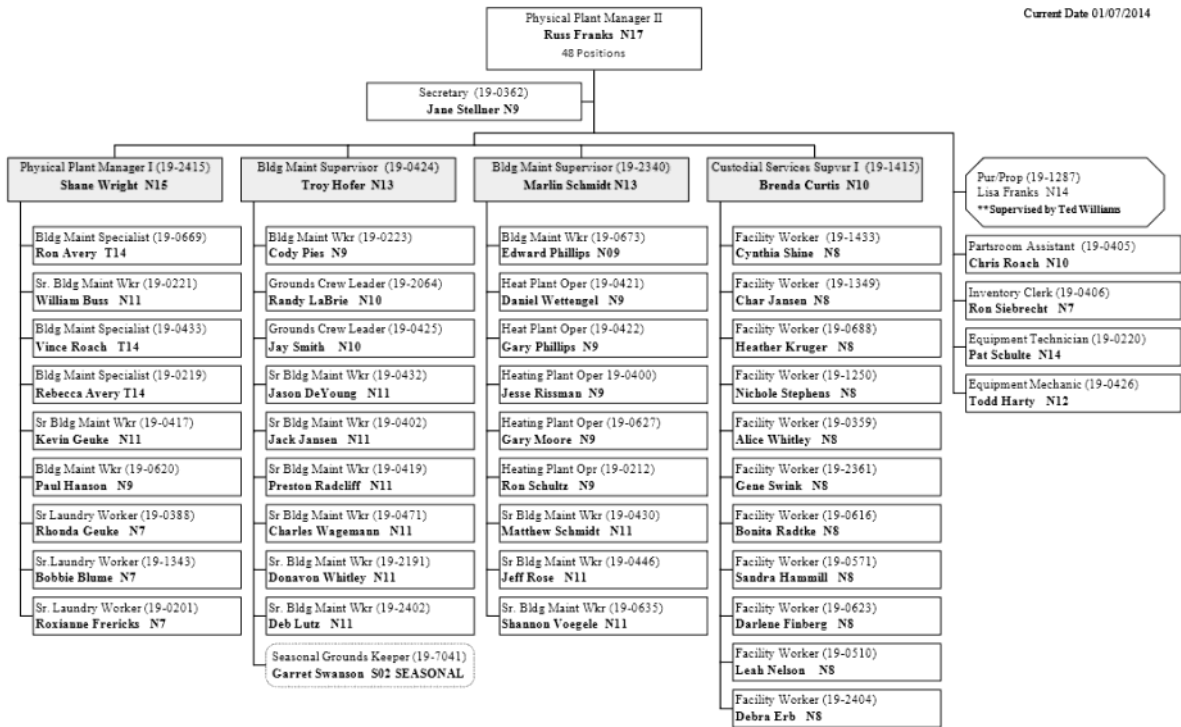 Current Date 01/07/2014
Physical Plant Manager II
Russ Franks N17
48 Positions
Secretary (19-0362)
Jane Stellner N9
Physical Plant Manager I (19-2415)
Shane Wright N15
Bldg Maint Specialist (19-0669)
Ron Avery T14
Sr. Bldg Maint Wkr (19-0221)
William Buss N11
Bldg Maint Specialist (19-0433)
Vince Roach T14
Bldg Maint Specialist (19-0219)
Rebecca Avery T14
Sr Bldg Maint Wkr (19-0417)
Kevin Geuke N11
Bldg Maint Wkr (19-0620)
Paul Hanson N9
Sr Laundry Worker (19-0388)
Rhonda Geuke N7
Sr.Laundry Worker (19-1343)
Bobbie Blume N7
Sr. Laundry Worker (19-0201)
Roxianne Frericks N7
Bldg Maint Supervisor (19-0424)
Troy Hofer N13
Bldg Maint Wkr (19-0223)
Cody Pies N9
Grounds Crew Leader (19-2064)
Randy LaBrie N10
Grounds Crew Leader (19-0425)
Jay Smith N10
Sr Bldg Maint Wkr (19-0432)
Jason DeYoung N11
Sr Bldg Maint Wkr (19-0402)
Jack Jansen N11
Sr Bldg Maint Wkr (19-0419)
Preston Radcliff N11
Sr Bldg Maint Wkr (19-0471)
Charles Wagemann N11
Sr. Bldg Maint Wkr (19-2191)
Donavon Whitley N11
Sr. Bldg Maint Wkr (19-2402)
Deb Lutz N11
Seasonal Grounds Keeper (19-7041)
Garret Swanson S02 SEASONAL
Bldg Maint Supervisor (19-2340)
Marlin Schmidt N13
Bldg Maint Wkr (19-0673)
Edward Phillips N09
Heat Plant Oper (19-0421)
Daniel Wettengel N9
Heat Plant Oper (19-0422)
Gary Phillips N9
Heating Plant Oper 19-0400)
Jesse Rissman N9
Heating Plant Oper (19-0627)
Gary Moore N9
Heating Plant Opr (19-0212)
Ron Schultz N9
Sr Bldg Maint Wkr (19-0430)
Matthew Schmidt N11
Sr Bldg Maint Wkr (19-0446)
Jeff Rose N11
Sr. Bldg Maint Wkr (19-0635)
Shannon Voegele N11
Custodial Services Supvsr I (19-1415)
Brenda Curtis N10
Facility Worker (19-1433)
Cynthia Shine N8
Facility Worker (19-1349)
Char Jansen N8
Facility Worker (19-0688)
Heather Kruger N8
Facility Worker (19-1250)
Nichole Stephens N8
Facility Worker (19-0359)
Alice Whitley N8
Facility Worker (19-2361)
Gene Swink N8
Facility Worker (19-0616)
Bonita Radtke N8
Facility Worker (19-0571)
Sandra Hammill N8
Facility Worker (19-0623)
Darlene Finberg N8
Facility Worker (19-0510)
Leah Nelson N8
Facility Worker (19-2404)
Debra Erb N8
Pur/Prop (19-1287)
Lisa Franks N14
**Supervised by Ted Williams
Partsroom Assistant (19-0405)
Chris Roach N10
Inventory Clerk (19-0406)
Ron Siebrecht N7
Equipment Technician (19-0220)
Pat Schulte N14
Equipment Mechanic (19-0426)
Todd Harty N12